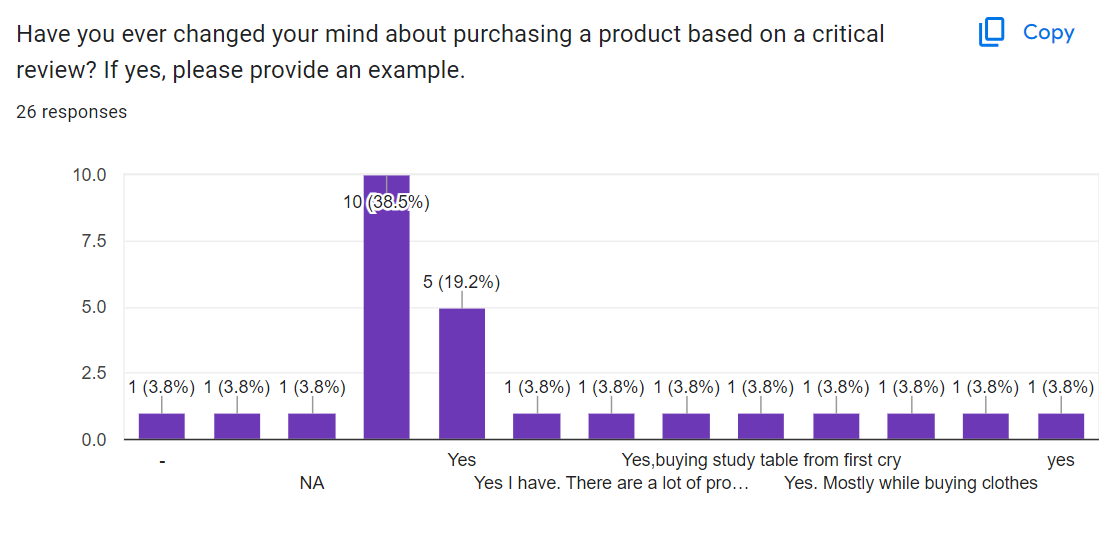 Have you ever changed your mind about purchasing a product based on a critical
review? If yes, please provide an example.
Copy
26 responses
10.0
7.5
5.0
2.5
0.0
1 (3.8%) 1 (3.8%) 1 (3.8%)
10 (38.5%)
5 (19.2%)
1 (3.8%) 1 (3.8%) 1 (3.8%) 1 (3.8%) 1 (3.8%) 1 (3.8%) 1 (3.8%) 1 (3.8%)
-
NA
Yes
Yes I have. There are a lot of pro…
Yes,buying study table from first cry
Yes. Mostly while buying clothes
yes